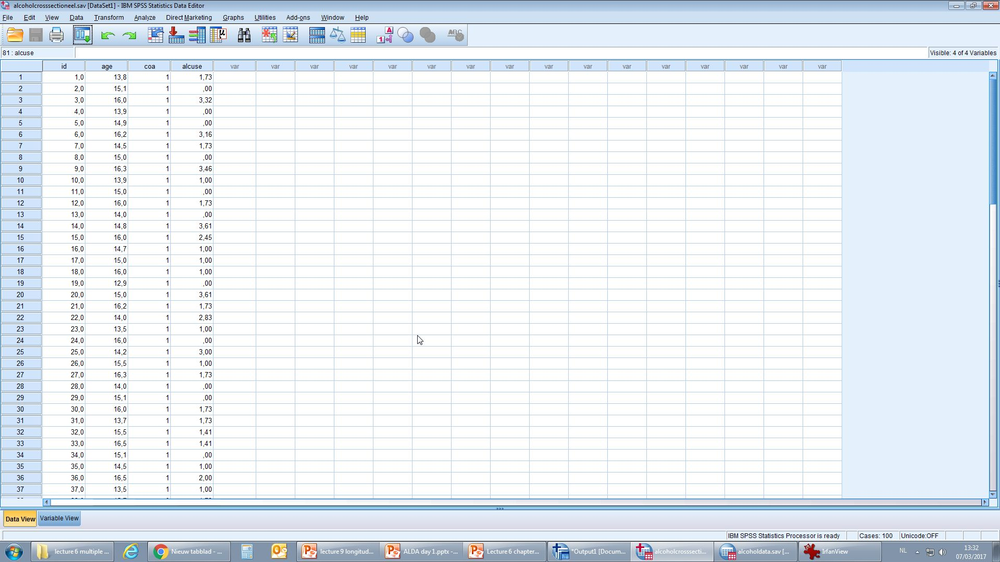 alcoholcrosssectioneel.sav [DataSet1] - IBM SPSS Statistics Data Editor
File Edit View Data Transform Analyze Direct Marketing Graphs Utilities Add-ons Window Help
81 : alcuse Visible: 4 of 4 Variables
id age coa alcuse var var var var var var var var var var var var var var var var
1 1,0 13,8 1 1,73
2 2,0 15,1 1 ,00
3 3,0 16,0 1 3,32
4 4,0 13,9 1 ,00
5 5,0 14,9 1 ,00
6 6,0 16,2 1 3,16
7 7,0 14,5 1 1,73
8 8,0 15,0 1 ,00
9 9,0 16,3 1 3,46
10 10,0 13,9 1 1,00
11 11,0 15,0 1 ,00
12 12,0 16,0 1 1,73
13 13,0 14,0 1 ,00
14 14,0 14,8 1 3,61
15 15,0 16,0 1 2,45
16 16,0 14,7 1 1,00
17 17,0 15,0 1 1,00
18 18,0 16,0 1 1,00
19 19,0 12,9 1 ,00
20 20,0 15,0 1 3,61
21 21,0 16,2 1 1,73
22 22,0 14,0 1 2,83
23 23,0 13,5 1 1,00
24 24,0 16,0 1 ,00
25 25,0 14,2 1 3,00
26 26,0 15,5 1 1,00
27 27,0 16,3 1 1,73
28 28,0 14,0 1 ,00
29 29,0 15,1 1 ,00
30 30,0 16,0 1 1,73
31 31,0 13,7 1 1,73
32 32,0 15,5 1 1,41
33 33,0 16,5 1 1,41
34 34,0 15,1 1 ,00
35 35,0 14,5 1 1,00
36 36,0 16,5 1 2,00
37 37,0 13,5 1 1,00
Data View Variable View
IBM SPSS Statistics Processor is ready Cases: 100 Unicode:OFF
lecture 6 multiple ... Nieuw tabblad - ... lecture 9 longitud... ALDA day 1.pptx -... Lecture 6 chapter... *Output1 [Docum... alcoholcrosssecti... alcoholdata.sav [... IrfanView NL 13:32
07/03/2017